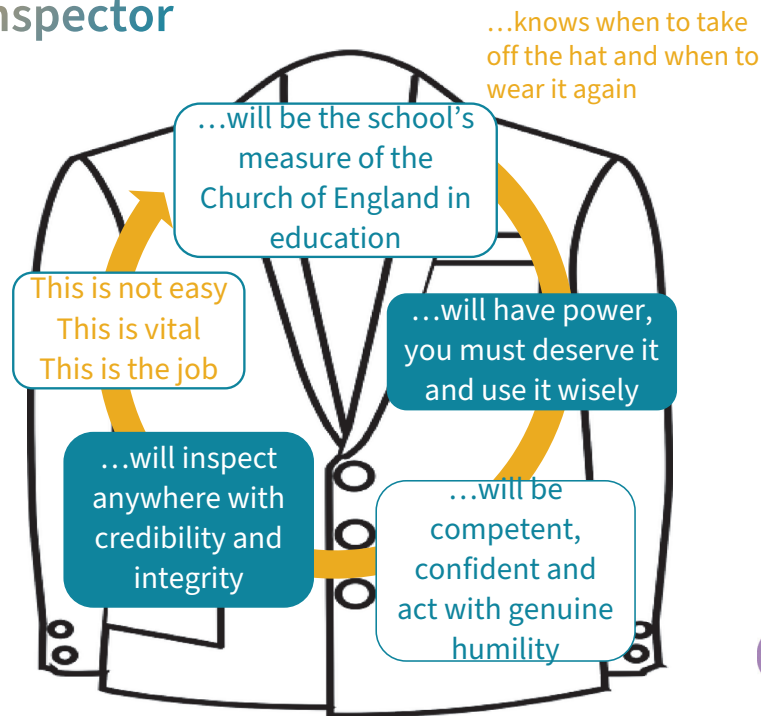 nspector
…knows when to take
off the hat and when to
wear it again
…will be the school’s
measure of the
Church of England in
education
…will have power,
you must deserve it
and use it wisely
…will be
competent,
confident and
act with genuine
humility
…will inspect
anywhere with
credibility and
integrity
This is not easy
This is vital
This is the job